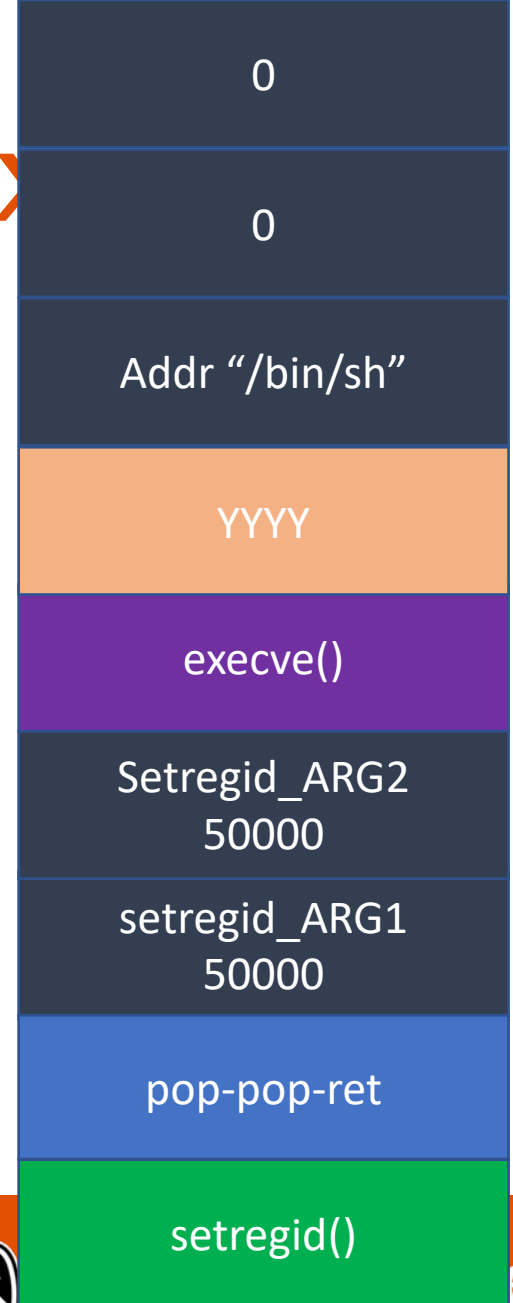 0
0
Addr “/bin/sh”
YYYY
execve()
Setregid_ARG2
50000
setregid_ARG1
50000
pop-pop-ret
setregid()